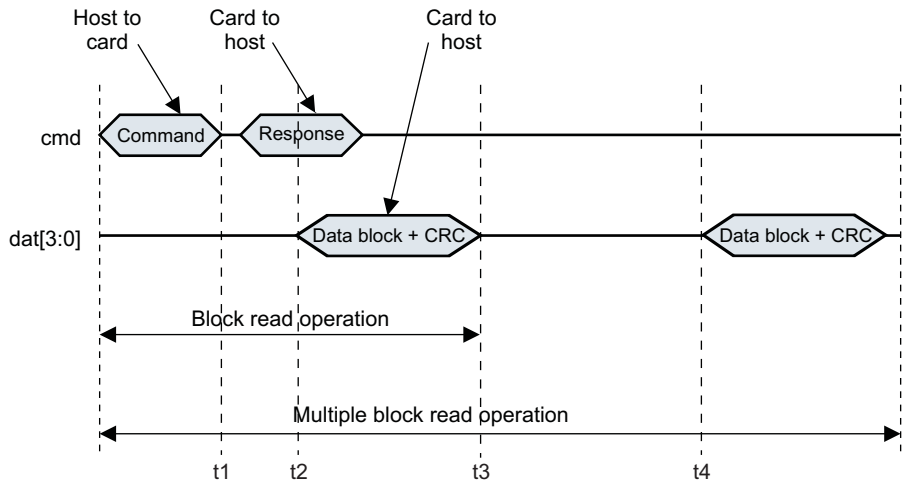 Host to
card
Card to
host
Card to
host
cmd
Command
Response
dat[3:0]
Data block + CRC
Data block + CRC
Block read operation
Multiple block read operation
t1
t2
t3
t4